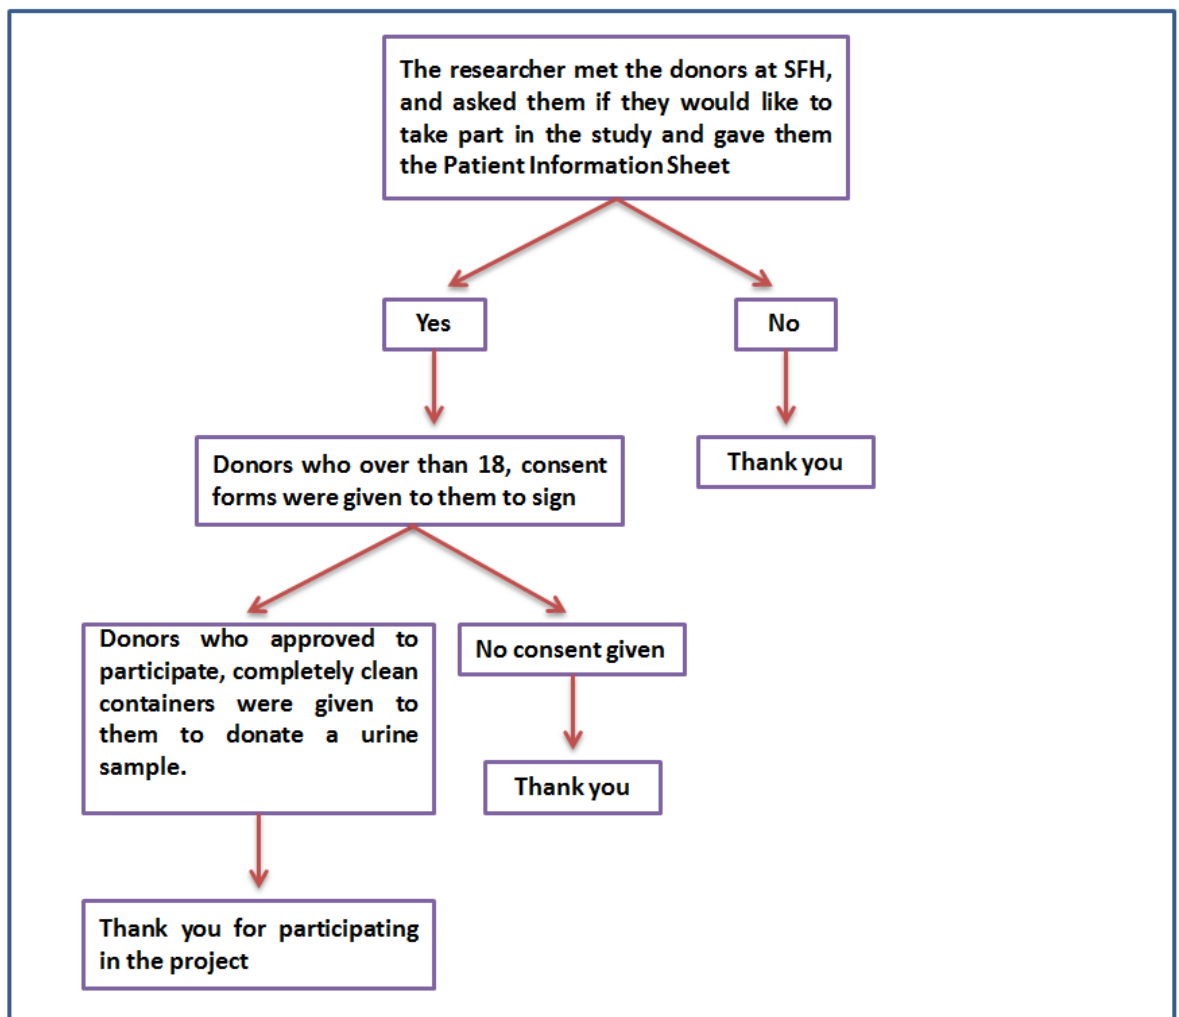 The researcher met the donors at SFH,
and asked them if they would like to
take part in the study and gave them
the Patient Information Sheet
Yes
No
Donors who over than 18, consent
forms were given to them to sign
Thank you
Donors who approved to
participate, completely clean
containers were given to
them to donate a urine
sample.
No consent given
Thank you
Thank you for participating
in the project